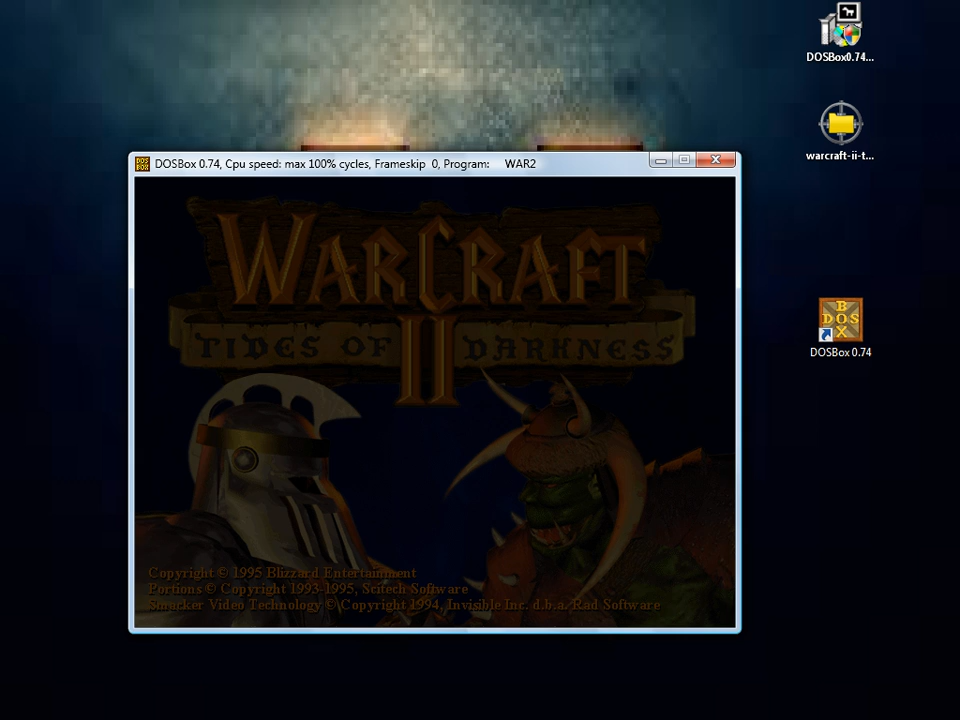 DOSBox0.74...
warcraft-ii-t...
DOSBox 0.74, Cpu speed: max 100% cycles, Frameskip 0, Program: WAR2
WARCRAFT
II
TIDES OF DARKNESS
BOX
DOS
DOSBox 0.74
Copyright © 1995 Blizzard Entertainment
Portions © Copyright 1993-1995, Scitech Software
Smacker Video Technology © Copyright 1994, Invisible Inc. d.b.a. Rad Software